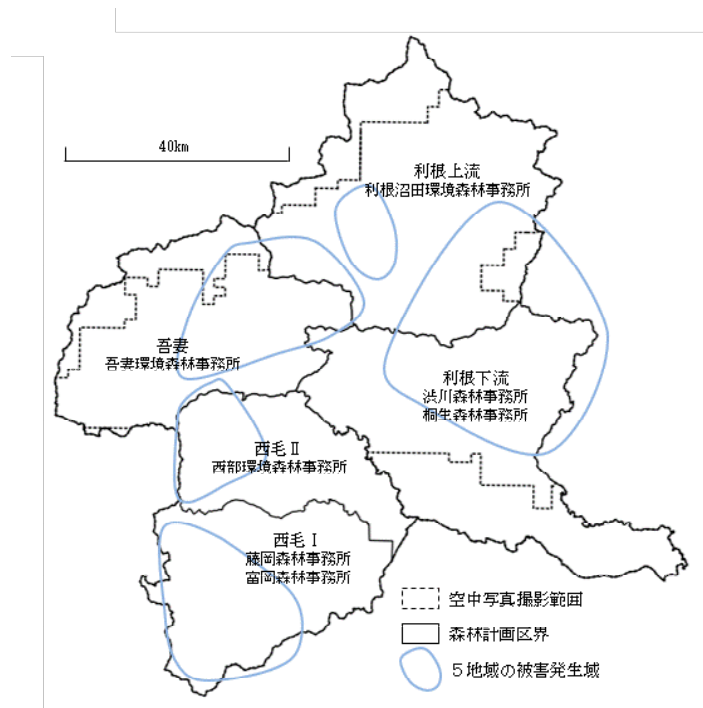 40km
利根上流
利根沼田環境森林事務所
吾妻
吾妻環境森林事務所
利根下流
渋川森林事務所
桐生森林事務所
西毛Ⅱ
西部環境森林事務所
西毛Ⅰ
藤岡森林事務所
富岡森林事務所
空中写真撮影範囲
森林計画区界
５地域の被害発生域